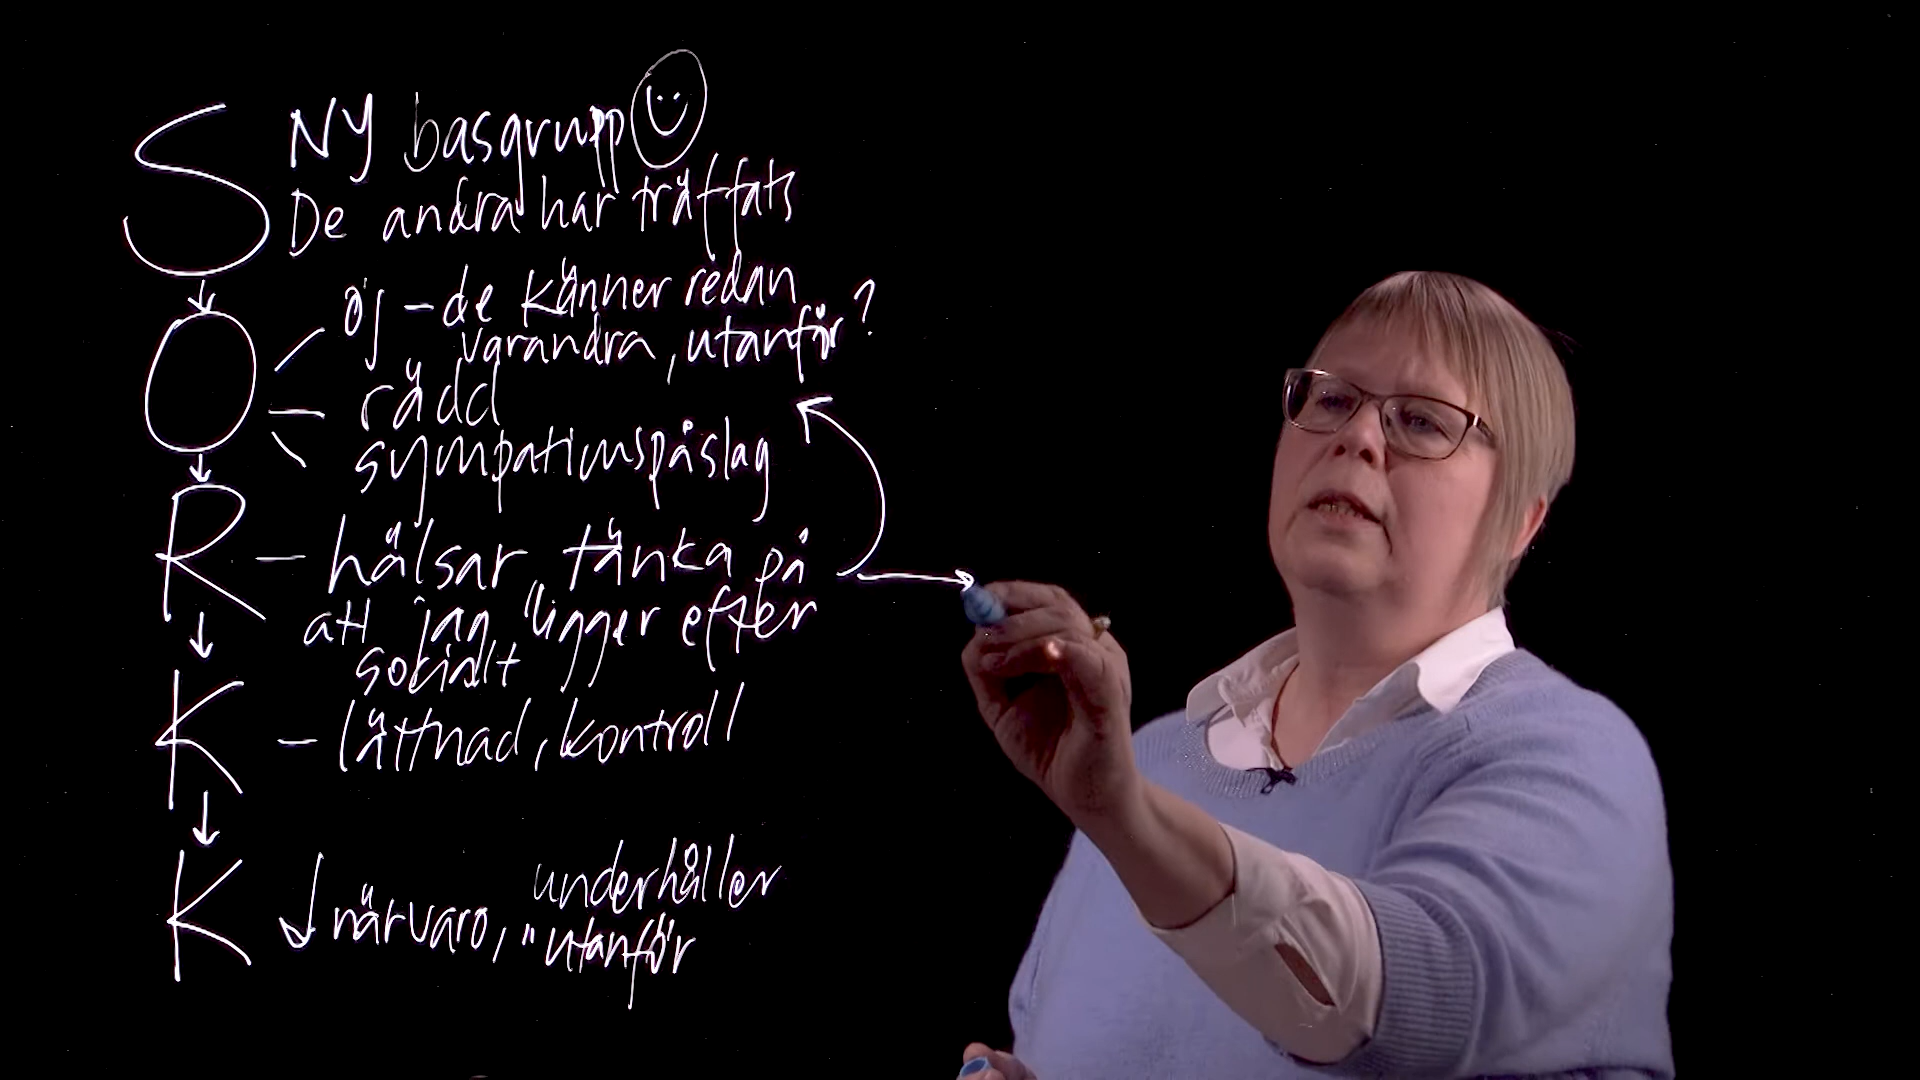 S NY basgrupp
De andra har träffats
O oj – de känner redan
varandra, utanför?
rädd
sympatikuspåslag
R – hälsar, tänka på
att jag "ligger efter
socialt
K – lättnad, kontroll
K ↓ närvaro, underhåller
"utanför